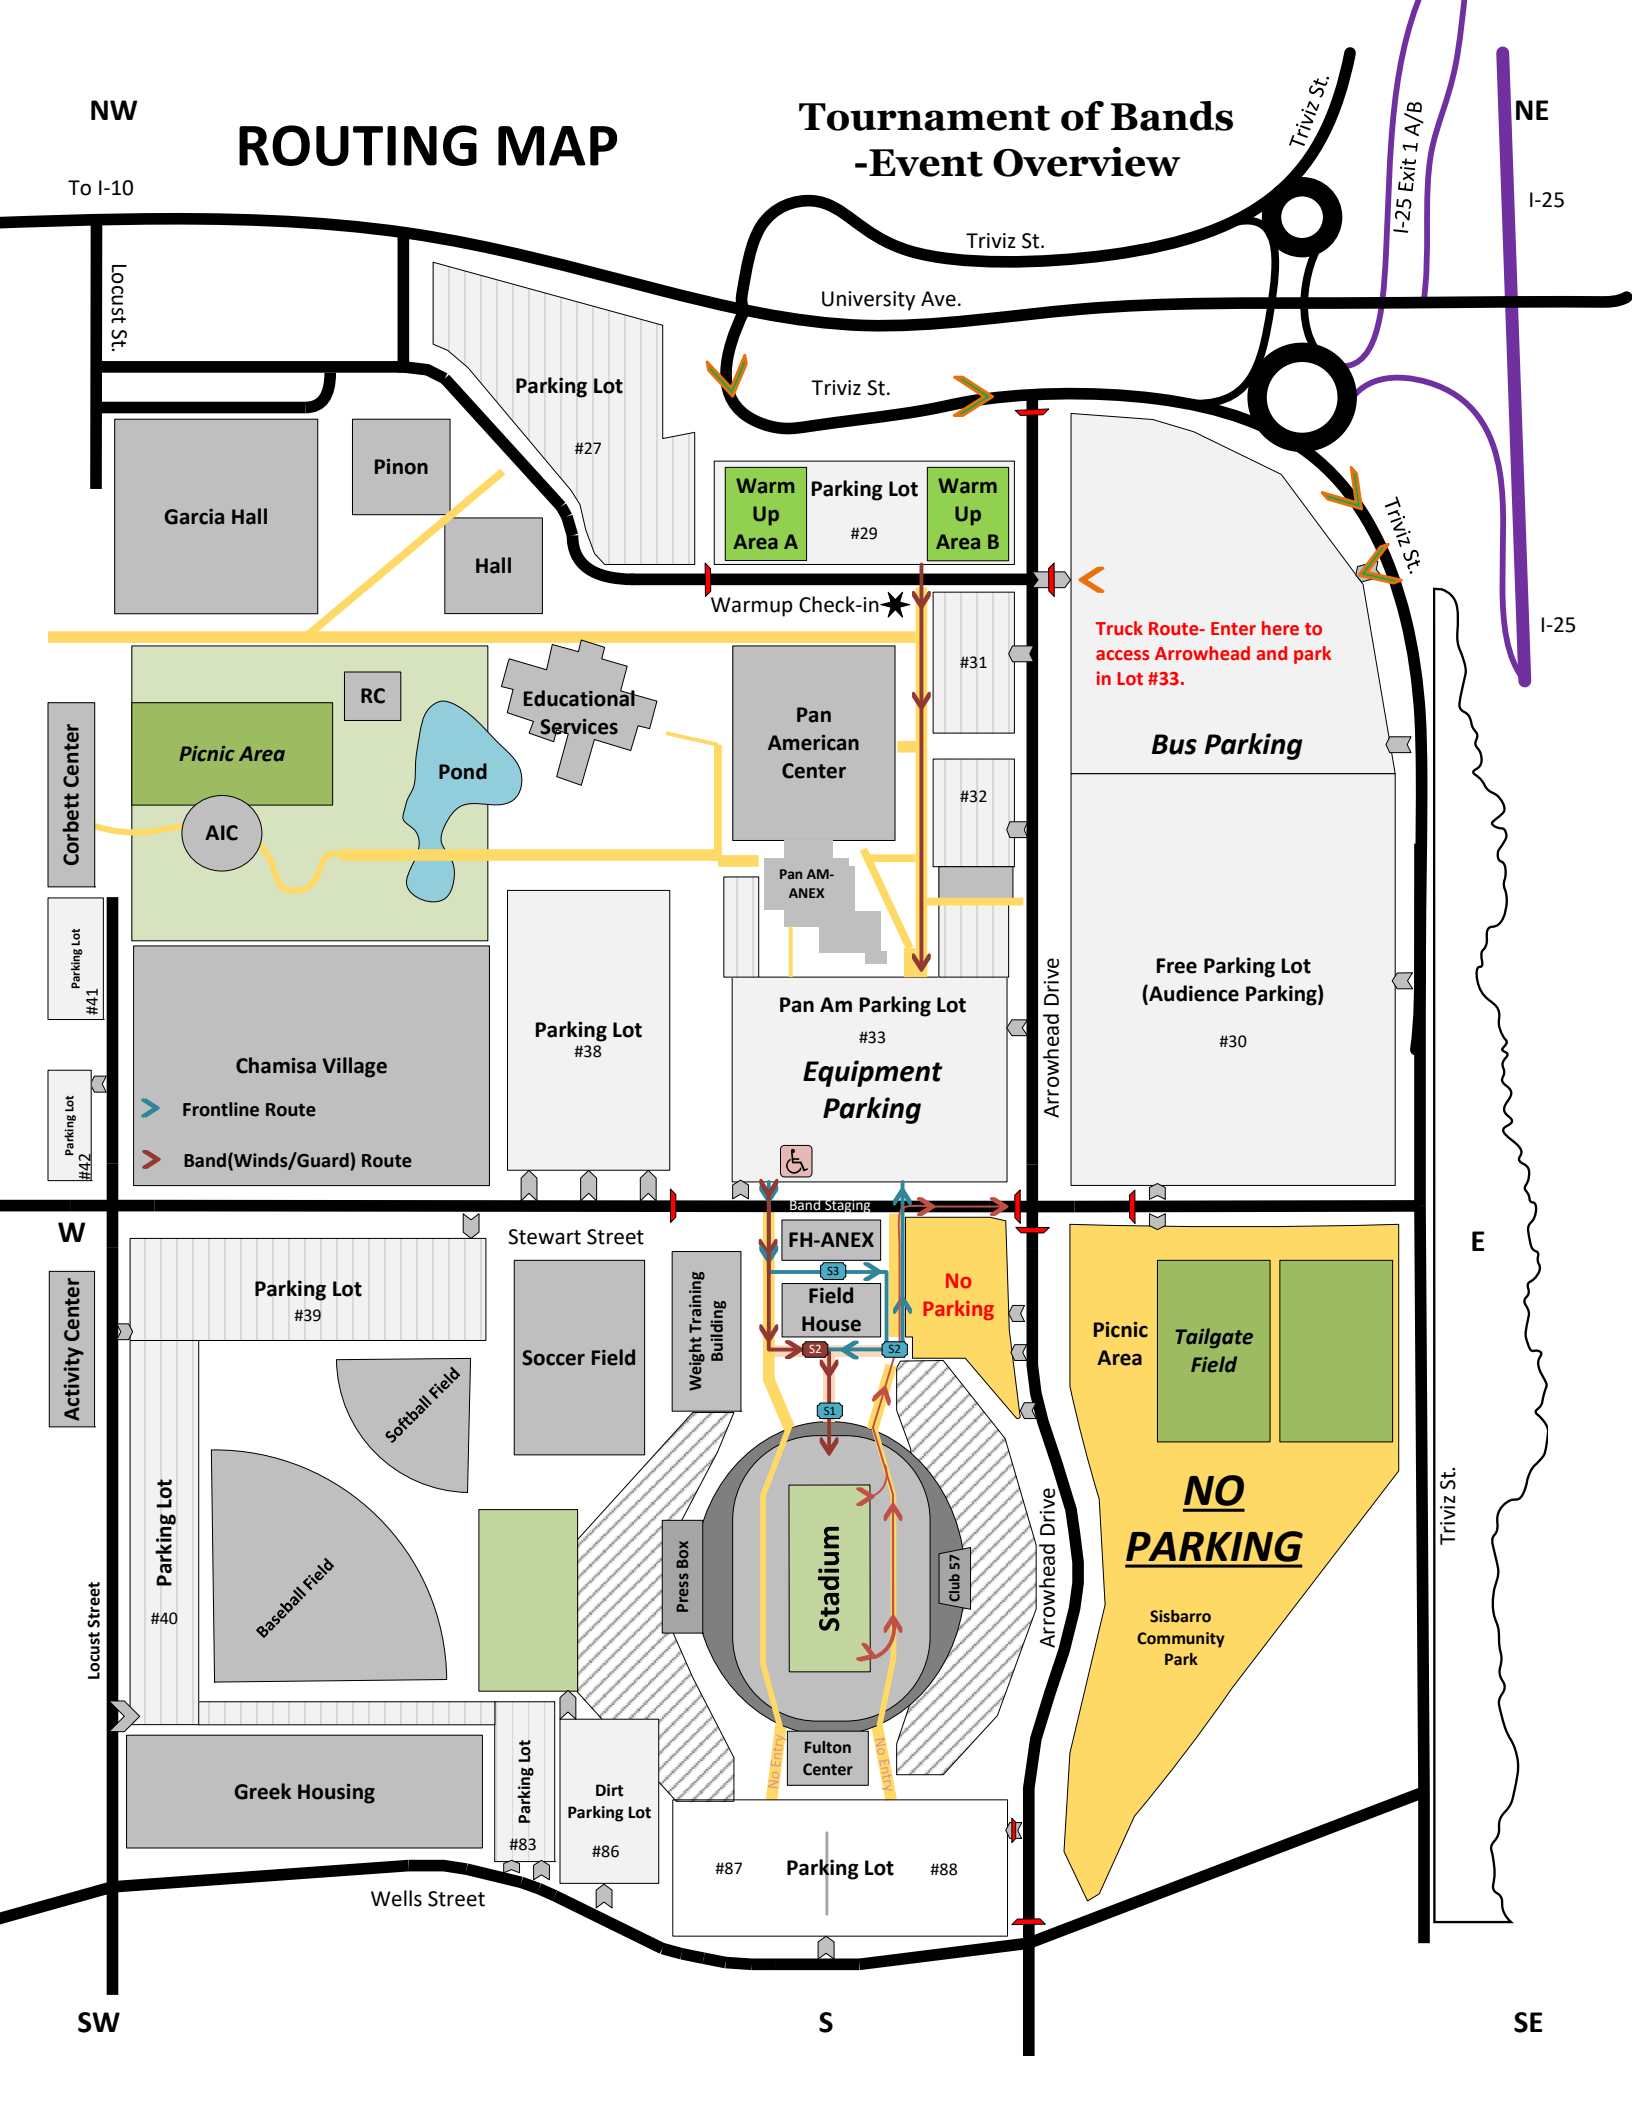 NW
ROUTING MAP
Tournament of Bands
-Event Overview
NE
To I-10
Triviz St.
I-25 Exit 1 A/B
I-25
Triviz St.
University Ave.
Locust St.
Triviz St.
Parking Lot
#27
Pinon
Garcia Hall
Hall
Warm
Up
Area A
Parking Lot
#29
Warm
Up
Area B
Triviz St.
Warmup Check-in
I-25
Truck Route- Enter here to
access Arrowhead and park
in Lot #33.
Bus Parking
RC
Educational
Services
Pan
American
Center
#31
#32
Corbett Center
Picnic Area
Pond
AIC
Pan AM-
ANEX
Parking Lot
#41
Parking Lot
#42
Chamisa Village
Frontline Route
Band(Winds/Guard) Route
Parking Lot
#38
Pan Am Parking Lot
#33
Equipment
Parking
Arrowhead Drive
Free Parking Lot
(Audience Parking)
#30
Band Staging
W
Stewart Street
E
FH-ANEX
S3
Field
House
S2
S2
S1
No
Parking
Activity Center
Parking Lot
#39
Soccer Field
Weight Training
Building
Softball Field
Baseball Field
Parking Lot
#40
Locust Street
Picnic
Area
Tailgate
Field
NO
PARKING
Sisbarro
Community
Park
Triviz St.
Arrowhead Drive
Press Box
Stadium
Club 57
No Entry
No Entry
Fulton
Center
Greek Housing
Parking Lot
#83
Dirt
Parking Lot
#86
#87
Parking Lot
#88
Wells Street
SW
S
SE